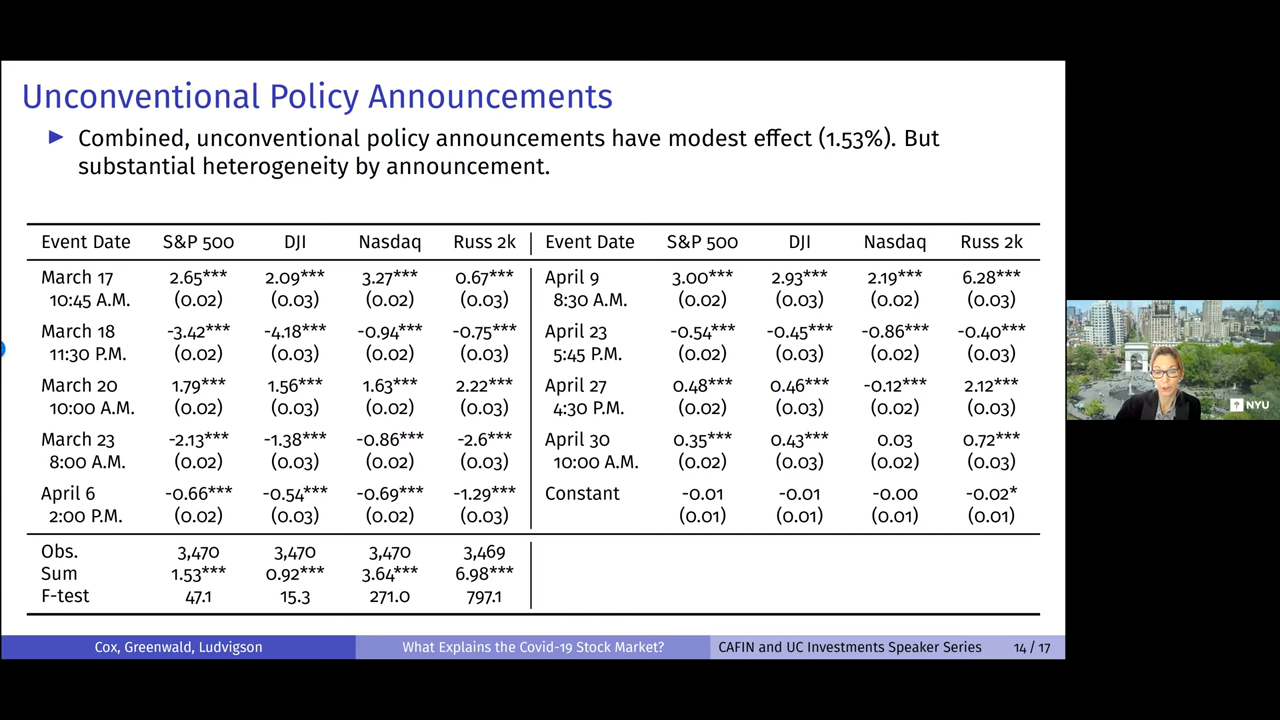 Unconventional Policy Announcements
Combined, unconventional policy announcements have modest effect (1.53%). But
substantial heterogeneity by announcement.
Event Date S&P 500 DJI Nasdaq Russ 2k Event Date S&P 500 DJI Nasdaq Russ 2k
March 17 2.65*** 2.09*** 3.27*** 0.67*** April 9 3.00*** 2.93*** 2.19*** 6.28***
10:45 A.M. (0.02) (0.03) (0.02) (0.03) 8:30 A.M. (0.02) (0.03) (0.02) (0.03)
March 18 -3.42*** -4.18*** -0.94*** -0.75*** April 23 -0.54*** -0.45*** -0.86*** -0.40***
11:30 P.M. (0.02) (0.03) (0.02) (0.03) 5:45 P.M. (0.02) (0.03) (0.02) (0.03)
March 20 1.79*** 1.56*** 1.63*** 2.22*** April 27 0.48*** 0.46*** -0.12*** 2.12***
10:00 A.M. (0.02) (0.03) (0.02) (0.03) 4:30 P.M. (0.02) (0.03) (0.02) (0.03)
March 23 -2.13*** -1.38*** -0.86*** -2.6*** April 30 0.35*** 0.43*** 0.03 0.72***
8:00 A.M. (0.02) (0.03) (0.02) (0.03) 10:00 A.M. (0.02) (0.03) (0.02) (0.03)
April 6 -0.66*** -0.54*** -0.69*** -1.29*** Constant -0.01 -0.01 -0.00 -0.02*
2:00 P.M. (0.02) (0.03) (0.02) (0.03) (0.01) (0.01) (0.01) (0.01)
Obs. 3,470 3,470 3,470 3,469
Sum 1.53*** 0.92*** 3.64*** 6.98***
F-test 47.1 15.3 271.0 797.1
Cox, Greenwald, Ludvigson What Explains the Covid-19 Stock Market? CAFIN and UC Investments Speaker Series 14 / 17
NYU